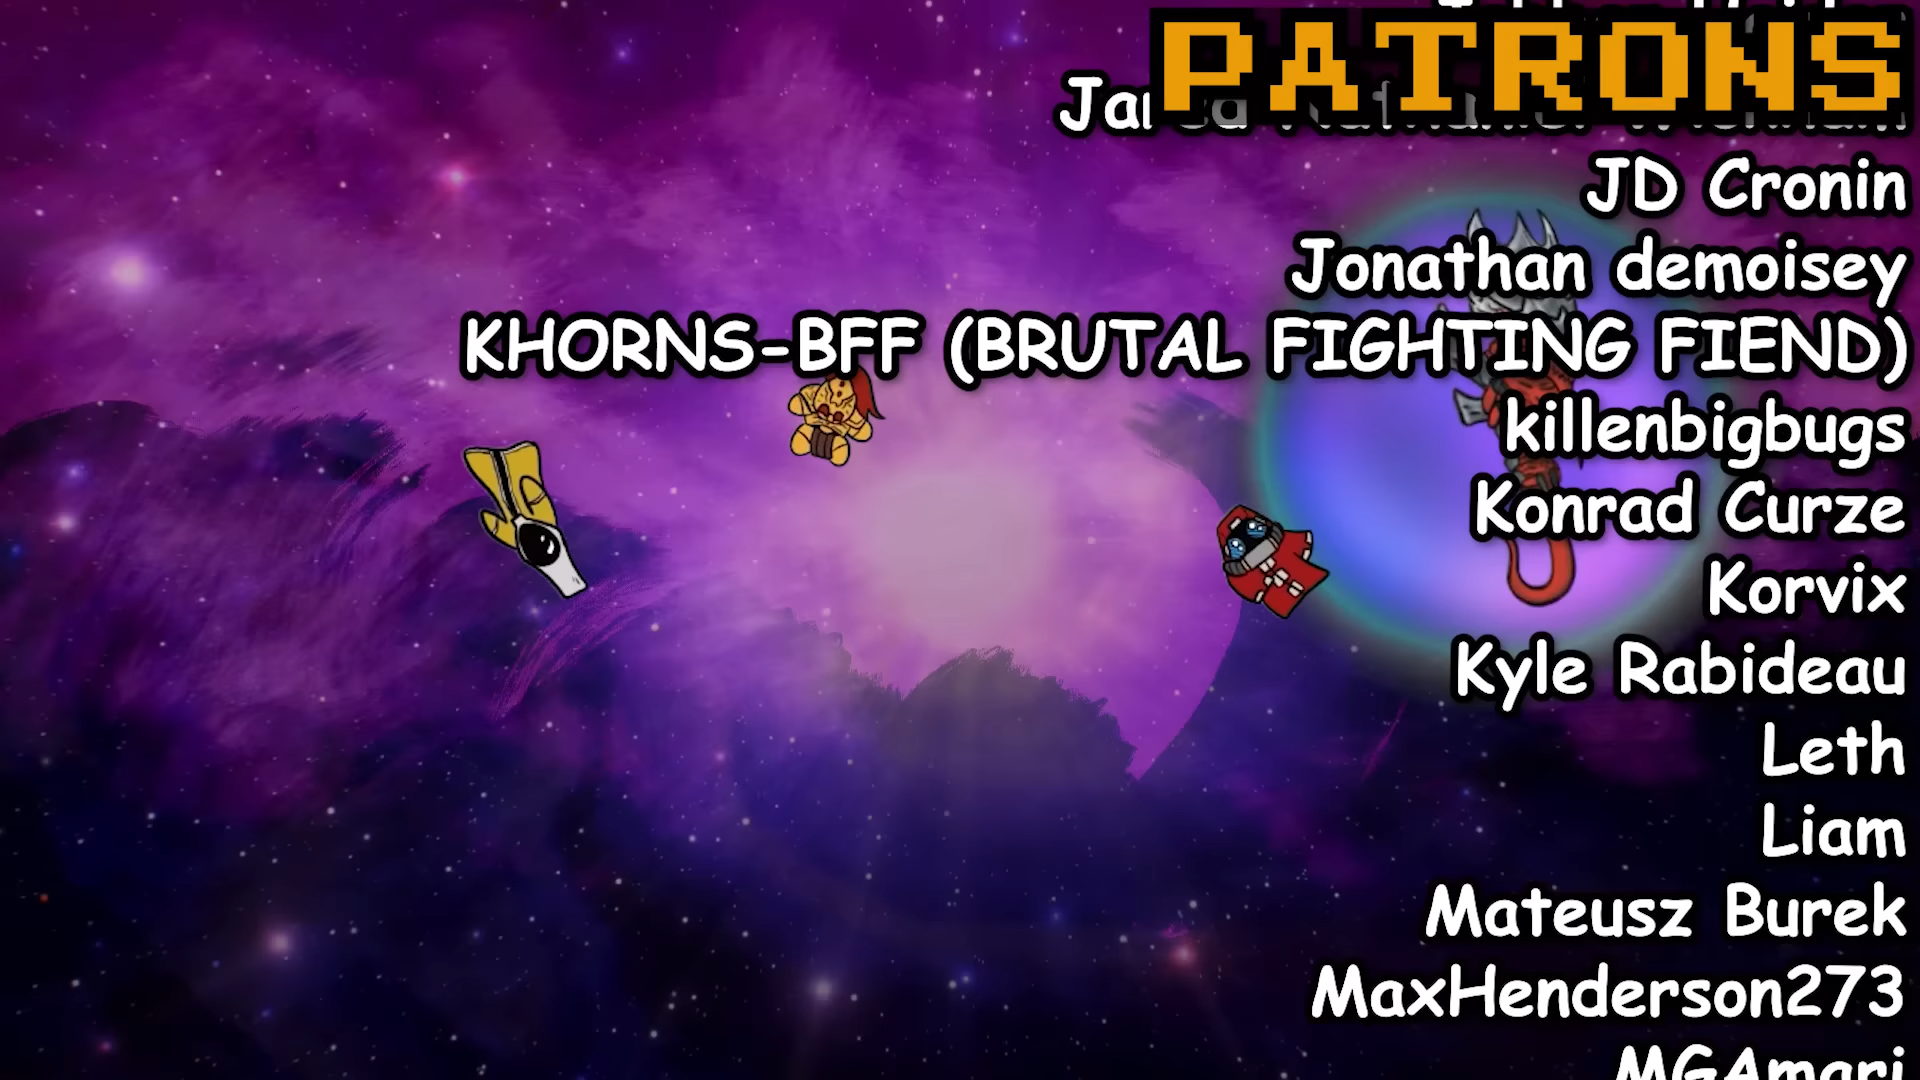 PATRONS
JD Cronin
Jonathan demoisey
KHORNS-BFF (BRUTAL FIGHTING FIEND)
killenbigbugs
Konrad Curze
Korvix
Kyle Rabideau
Leth
Liam
Mateusz Burek
MaxHenderson273
MGAmari